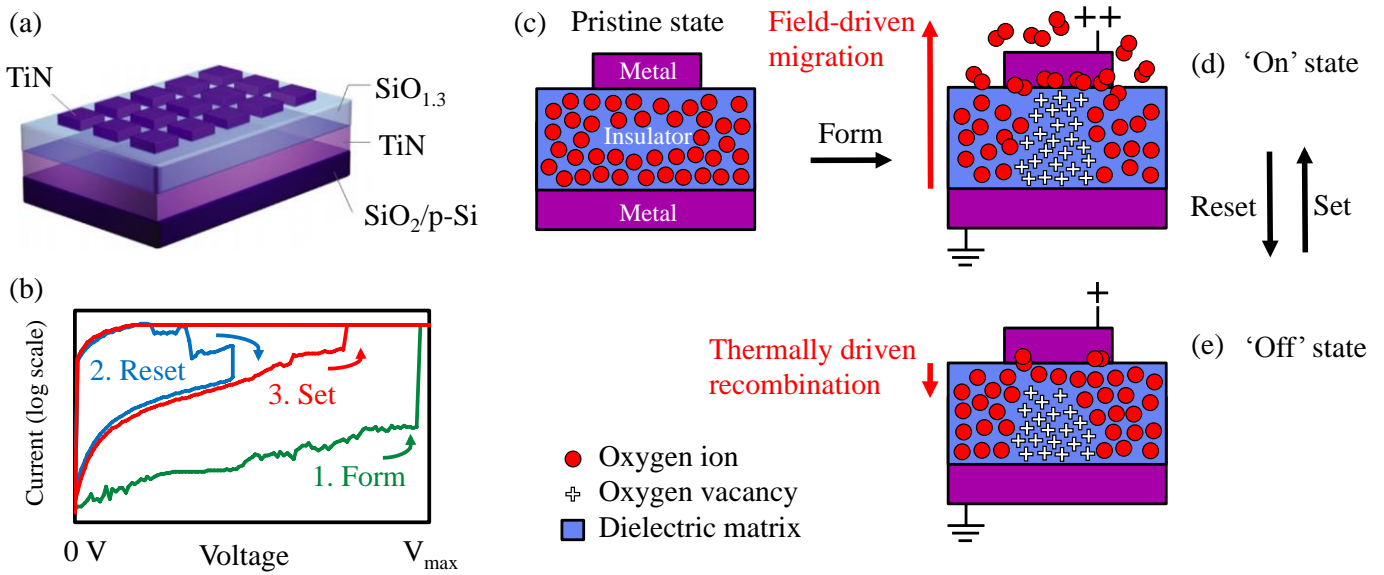 (a)
TiN
SiO1.3
TiN
SiO2/p-Si
(b)
Current (log scale)
2. Reset
3. Set
1. Form
0 V
Voltage
Vmax
(c)
Pristine state
Metal
Insulator
Metal
Form
Field-driven
migration
++
(d)
‘On’ state
Reset
Set
+
Thermally driven
recombination
(e)
‘Off’ state
Oxygen ion
Oxygen vacancy
Dielectric matrix